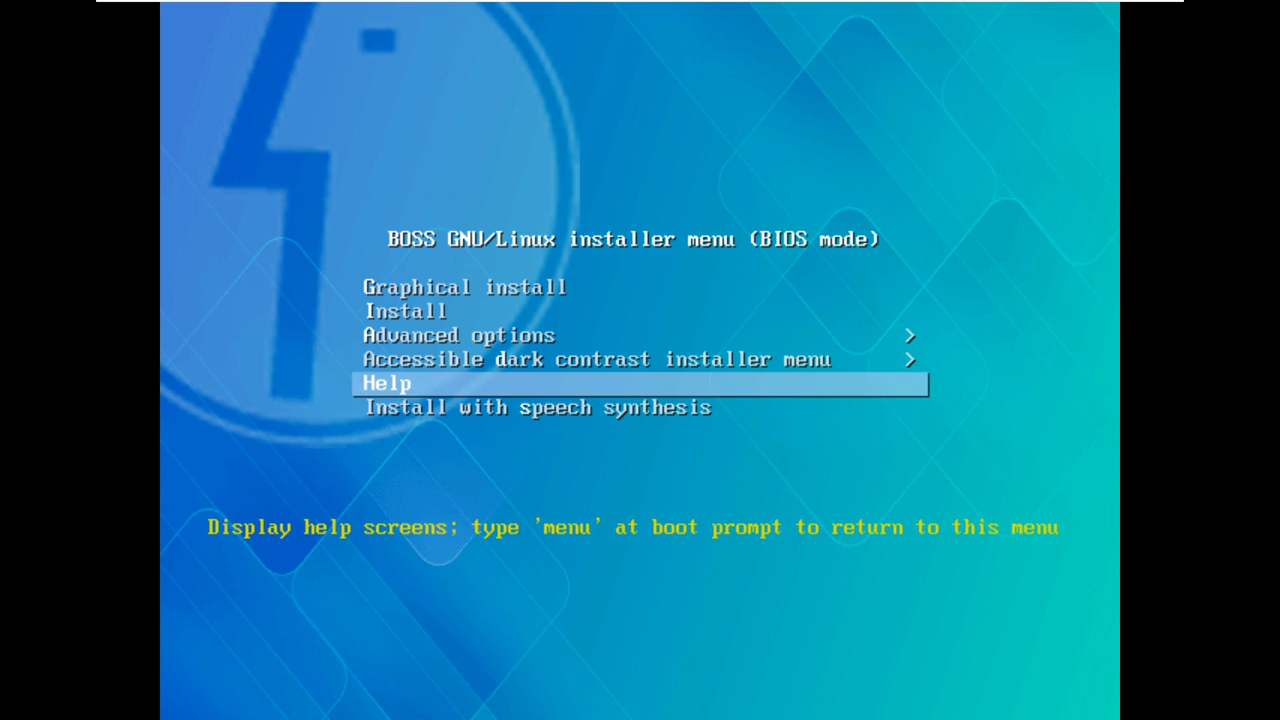 BOSS GNU/Linux installer menu (BIOS mode)
Graphical install
Install
Advanced options >
Accessible dark contrast installer menu >
Help
Install with speech synthesis
Display help screens; type 'menu' at boot prompt to return to this menu